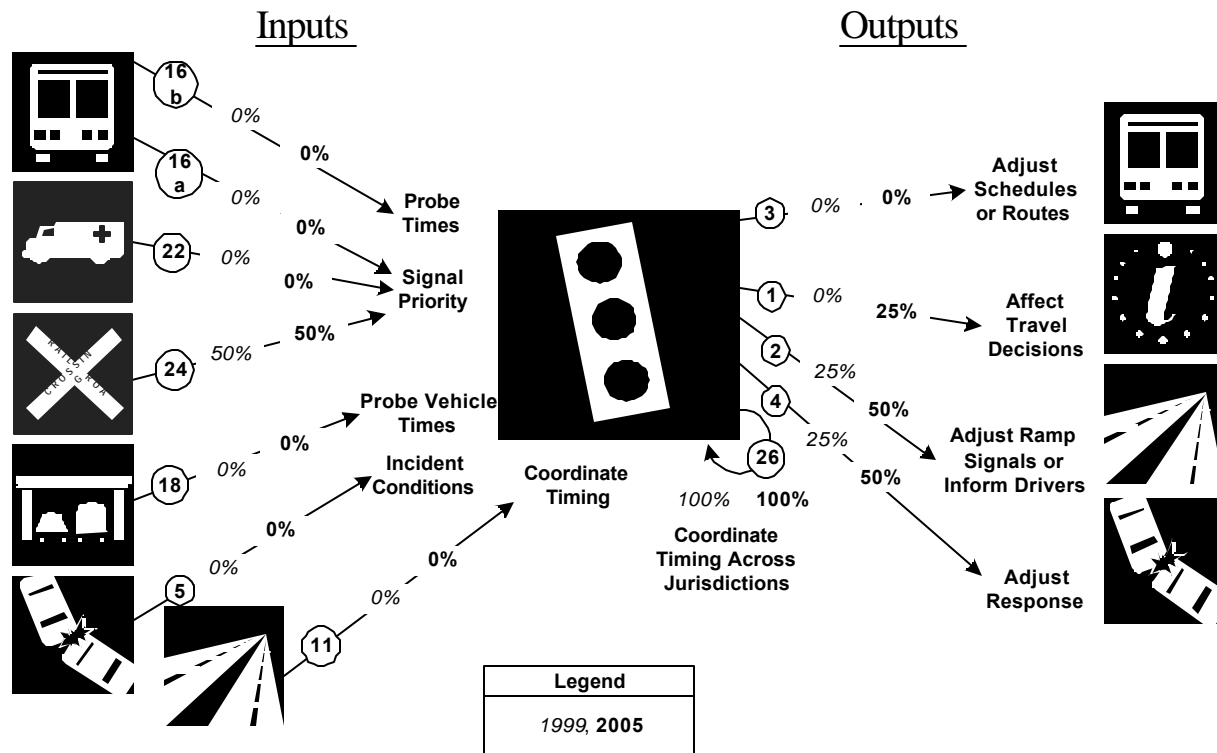 Inputs
Outputs
16
b
0%
0%
Probe
Times
16
a
0%
0%
22
0%
0%
Signal
Priority
RAILROAD
CROSSING
24
50%
50%
18
0%
0%
Probe Vehicle
Times
5
0%
0%
Incident
Conditions
11
0%
0%
Coordinate
Timing
3
0%
0%
Adjust
Schedules
or Routes
1
0%
25%
Affect
Travel
Decisions
i
2
25%
50%
Adjust Ramp
Signals or
Inform Drivers
4
25%
50%
Adjust
Response
26
100% 100%
Coordinate
Timing Across
Jurisdictions
Legend
1999, 2005